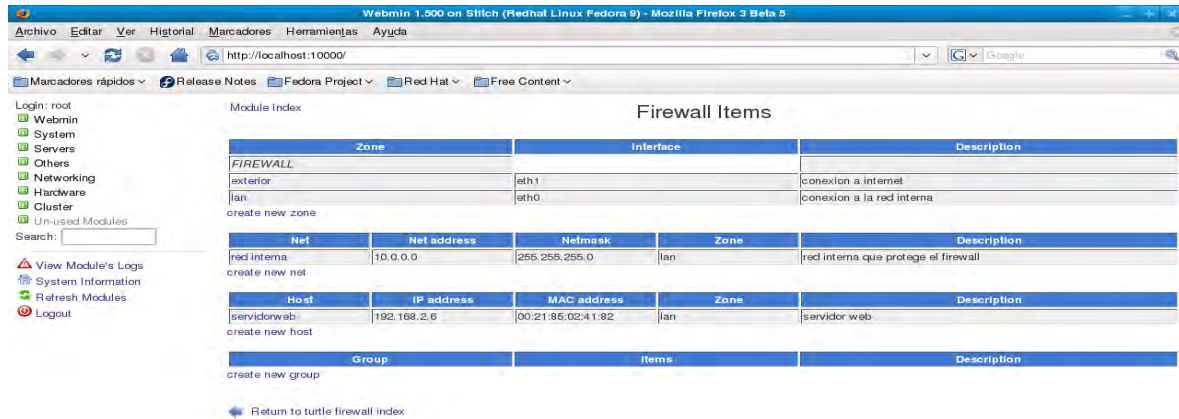 Webmin 1.500 on Stitch (Redhat Linux Fedora 9) - Mozilla Firefox 3 Beta 5
Archivo Editar Ver Historial Marcadores Herramientas Ayuda
http://localhost:10000/
Google
Marcadores rápidos Release Notes Fedora Project Red Hat Free Content
Login: root
Webmin
System
Servers
Others
Networking
Hardware
Cluster
Un-used Modules
Search:
View Module's Logs
System Information
Refresh Modules
Logout
Module Index
Firewall Items
Zone Interface Description
FIREWALL
exterior eth1 conexion a internet
lan eth0 conexion a la red interna
create new zone
Net Net address Netmask Zone Description
red interna 10.0.0.0 255.255.255.0 lan red interna que protege el firewall
create new net
Host IP address MAC address Zone Description
servidorweb 192.168.2.6 00:21:85:02:41:82 lan servidor web
create new host
Group Items Description
create new group
Return to turtle firewall index